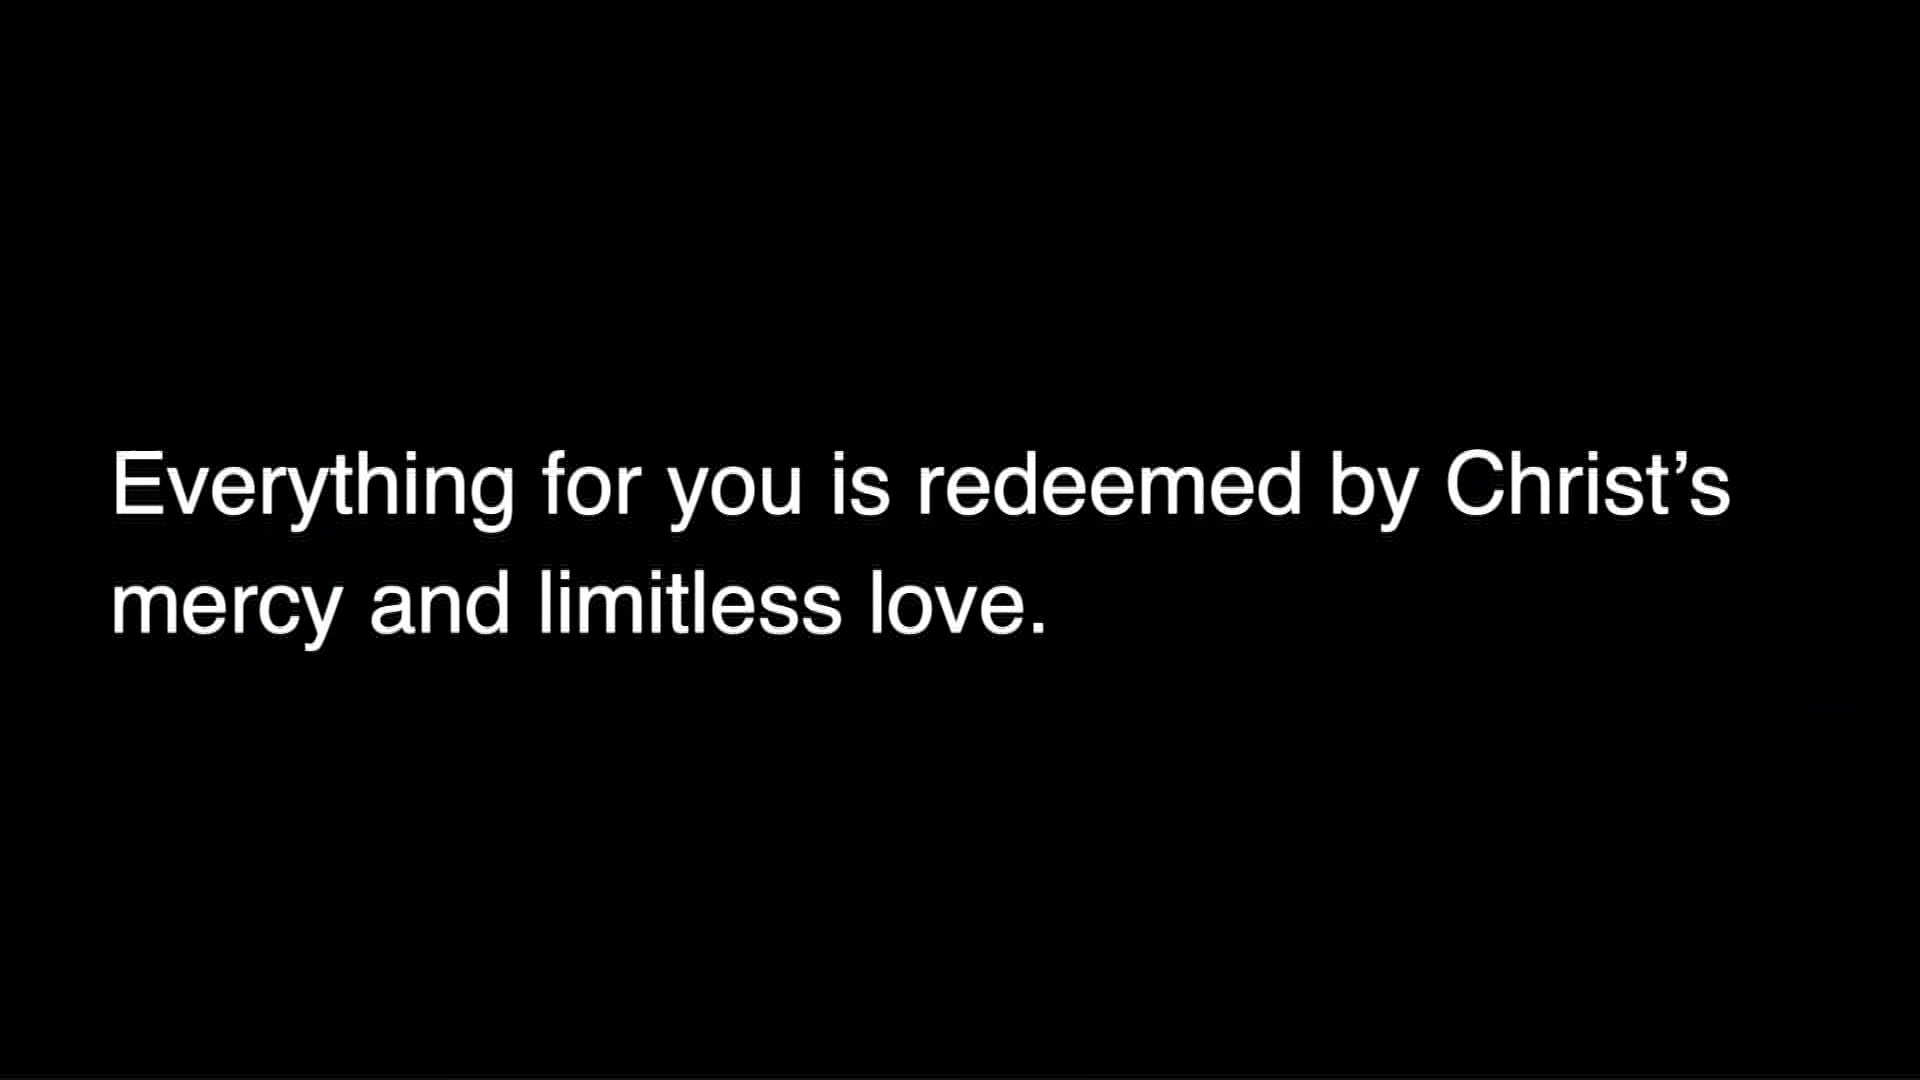 Everything for you is redeemed by Christ’s
mercy and limitless love.